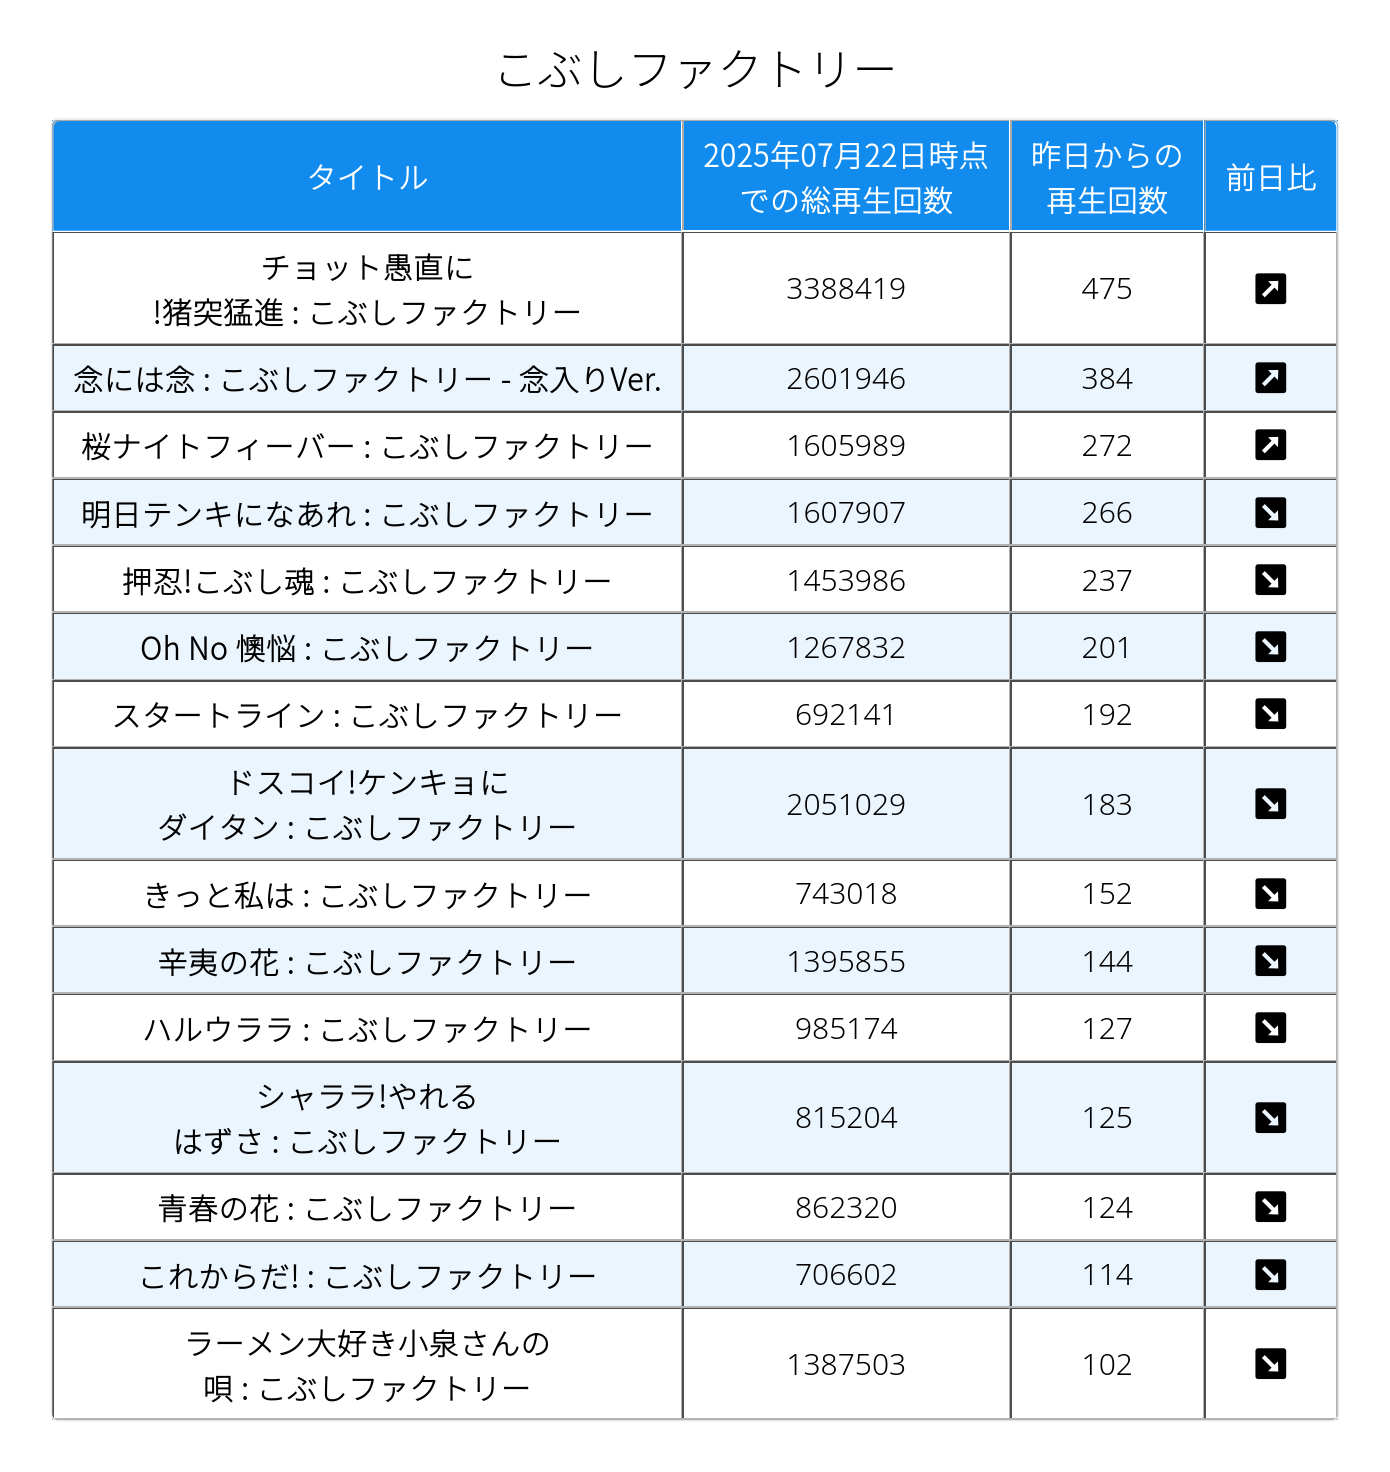 こぶしファクトリー
タイトル
2025年07月22日時点
での総再生回数
昨日からの
再生回数
前日比
チョット愚直に
!猪突猛進 : こぶしファクトリー
3388419
475
念には念 : こぶしファクトリー - 念入りVer.
2601946
384
桜ナイトフィーバー : こぶしファクトリー
1605989
272
明日テンキになあれ : こぶしファクトリー
1607907
266
押忍!こぶし魂 : こぶしファクトリー
1453986
237
Oh No 懊悩 : こぶしファクトリー
1267832
201
スタートライン : こぶしファクトリー
692141
192
ドスコイ!ケンキョに
ダイタン : こぶしファクトリー
2051029
183
きっと私は : こぶしファクトリー
743018
152
辛夷の花 : こぶしファクトリー
1395855
144
ハルウララ : こぶしファクトリー
985174
127
シャララ!やれる
はずさ : こぶしファクトリー
815204
125
青春の花 : こぶしファクトリー
862320
124
これからだ! : こぶしファクトリー
706602
114
ラーメン大好き小泉さんの
唄 : こぶしファクトリー
1387503
102